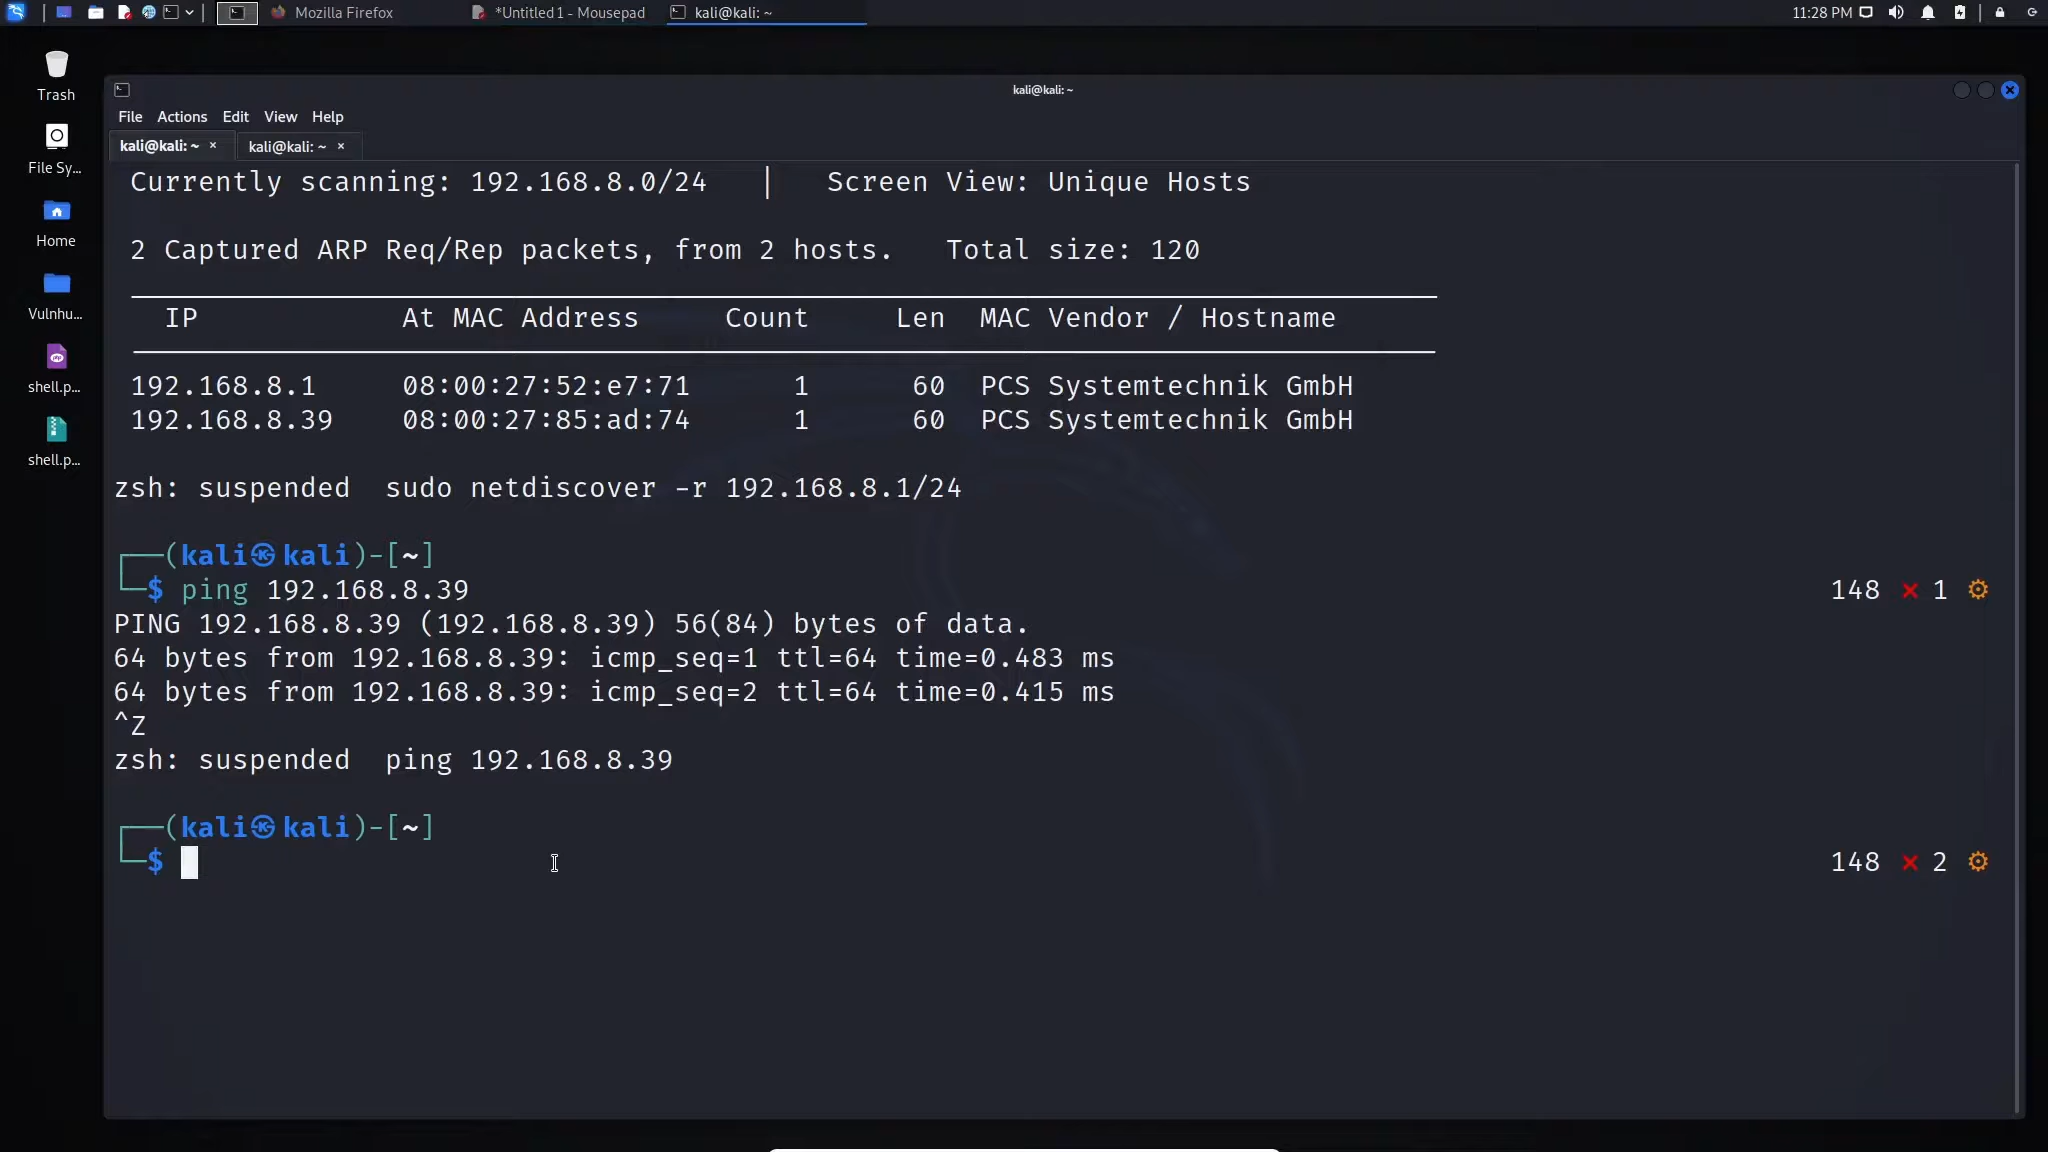 Mozilla Firefox
*Untitled 1 - Mousepad
kali@kali: ~
11:28 PM
Trash
File Sy...
Home
Vulnhu...
shell.p...
shell.p...
kali@kali: ~
File Actions Edit View Help
kali@kali: ~ ×
kali@kali: ~ ×
Currently scanning: 192.168.8.0/24 | Screen View: Unique Hosts
2 Captured ARP Req/Rep packets, from 2 hosts. Total size: 120
IP At MAC Address Count Len MAC Vendor / Hostname
192.168.8.1 08:00:27:52:e7:71 1 60 PCS Systemtechnik GmbH
192.168.8.39 08:00:27:85:ad:74 1 60 PCS Systemtechnik GmbH
zsh: suspended sudo netdiscover -r 192.168.8.1/24
┌──(kali㉿kali)-[~]
└─$ ping 192.168.8.39 148 ⨯ 1 ⚙
PING 192.168.8.39 (192.168.8.39) 56(84) bytes of data.
64 bytes from 192.168.8.39: icmp_seq=1 ttl=64 time=0.483 ms
64 bytes from 192.168.8.39: icmp_seq=2 ttl=64 time=0.415 ms
^Z
zsh: suspended ping 192.168.8.39
┌──(kali㉿kali)-[~]
└─$ 148 ⨯ 2 ⚙